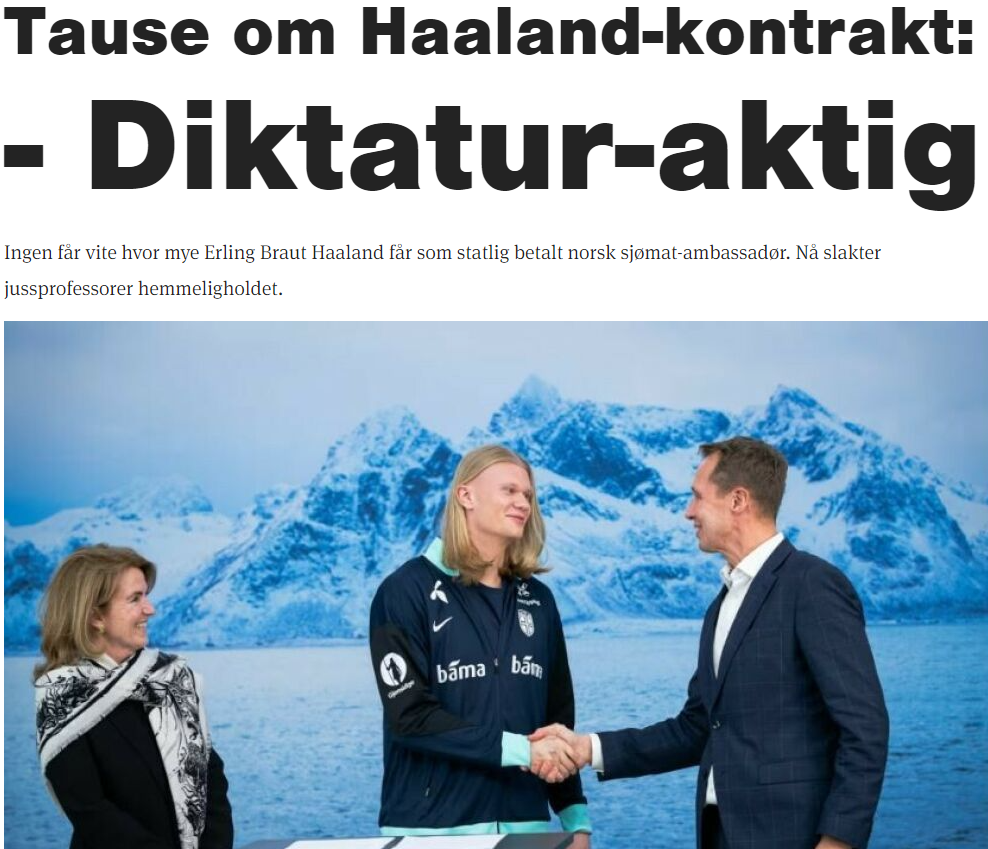 Tause om Haaland-kontrakt:
- Diktatur-aktig
Ingen får vite hvor mye Erling Braut Haaland får som statlig betalt norsk sjømat-ambassadør. Nå slakter
jussprofessorer hemmeligholdet.
bama bama